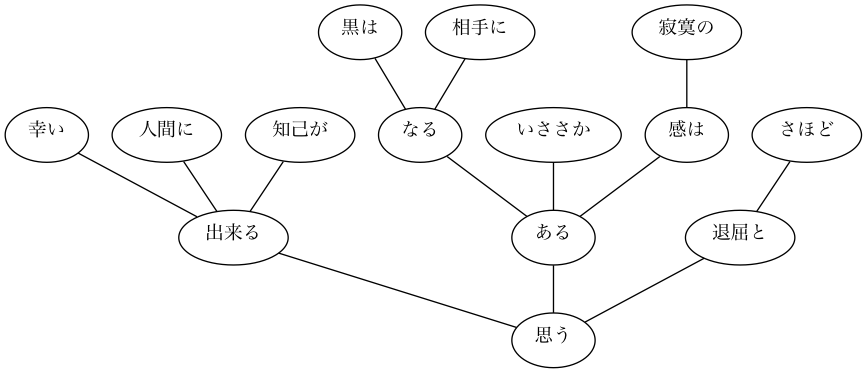 黒は
相手に
寂寞の
幸い
人間に
知己が
なる
いささか
感は
さほど
出来る
ある
退屈と
思う